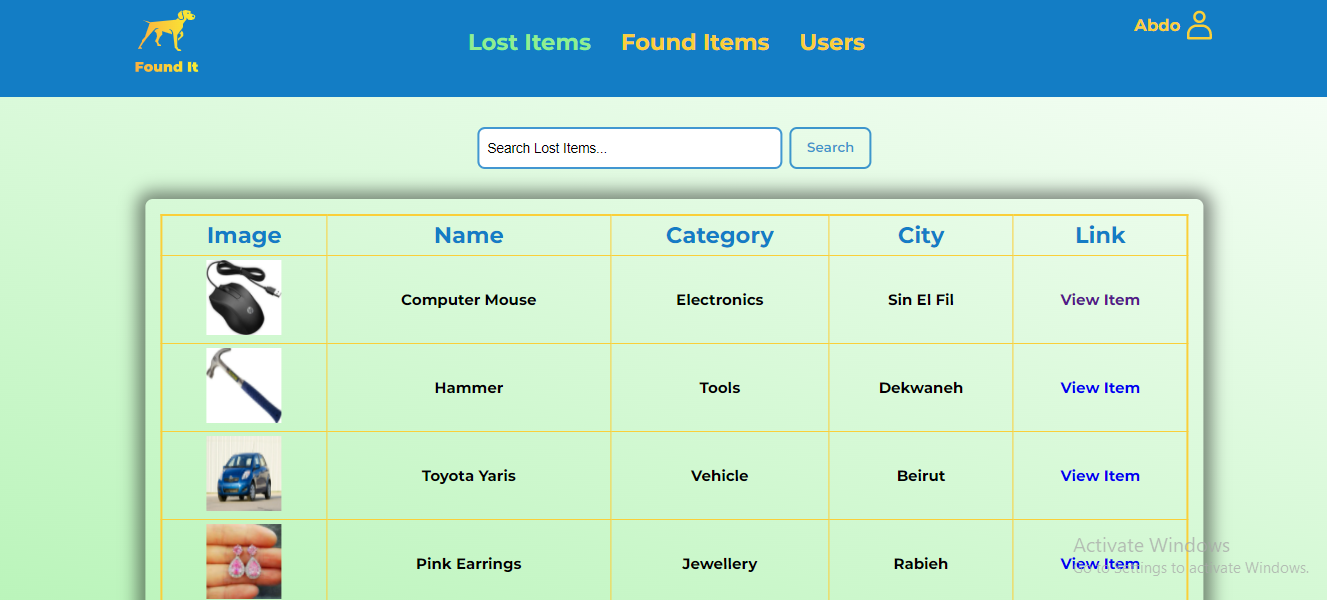 Found It
Lost Items Found Items Users
Abdo
Search Lost Items...
Search
Image Name Category City Link
Computer Mouse Electronics Sin El Fil View Item
Hammer Tools Dekwaneh View Item
Toyota Yaris Vehicle Beirut View Item
Pink Earrings Jewellery Rabieh View Item
Activate Windows
Go to Settings to activate Windows.